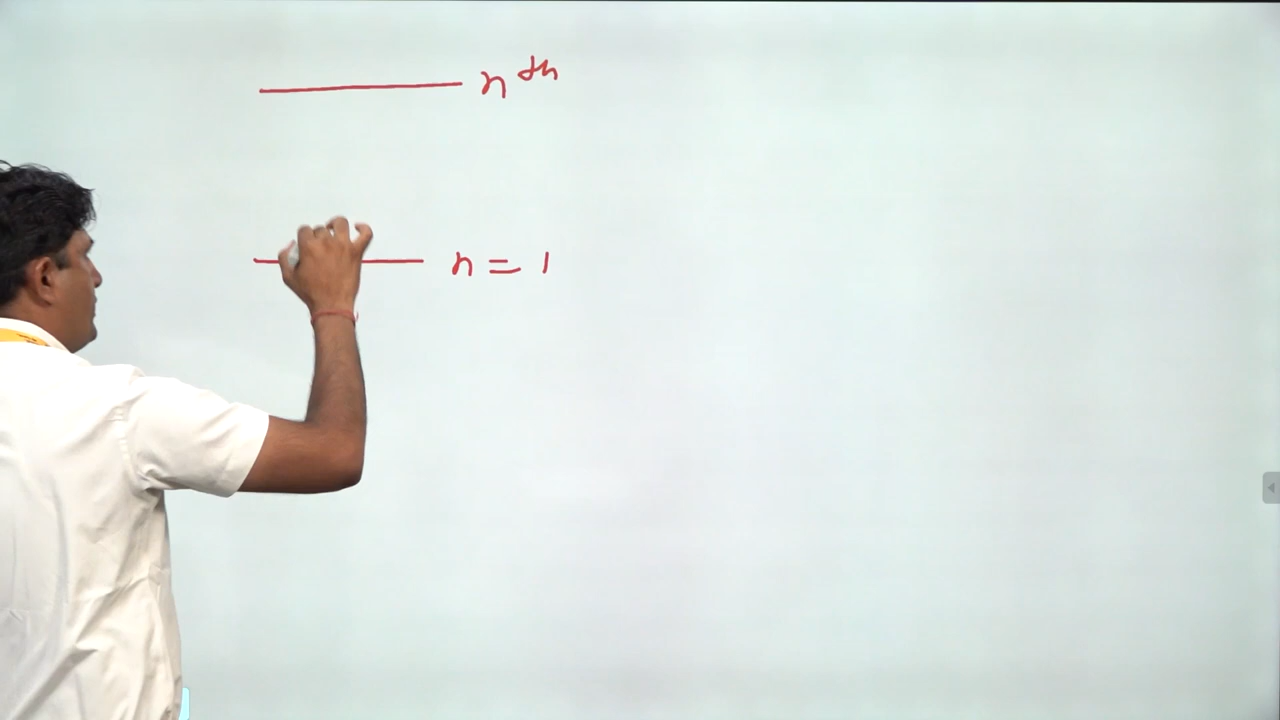 n th
n = 1